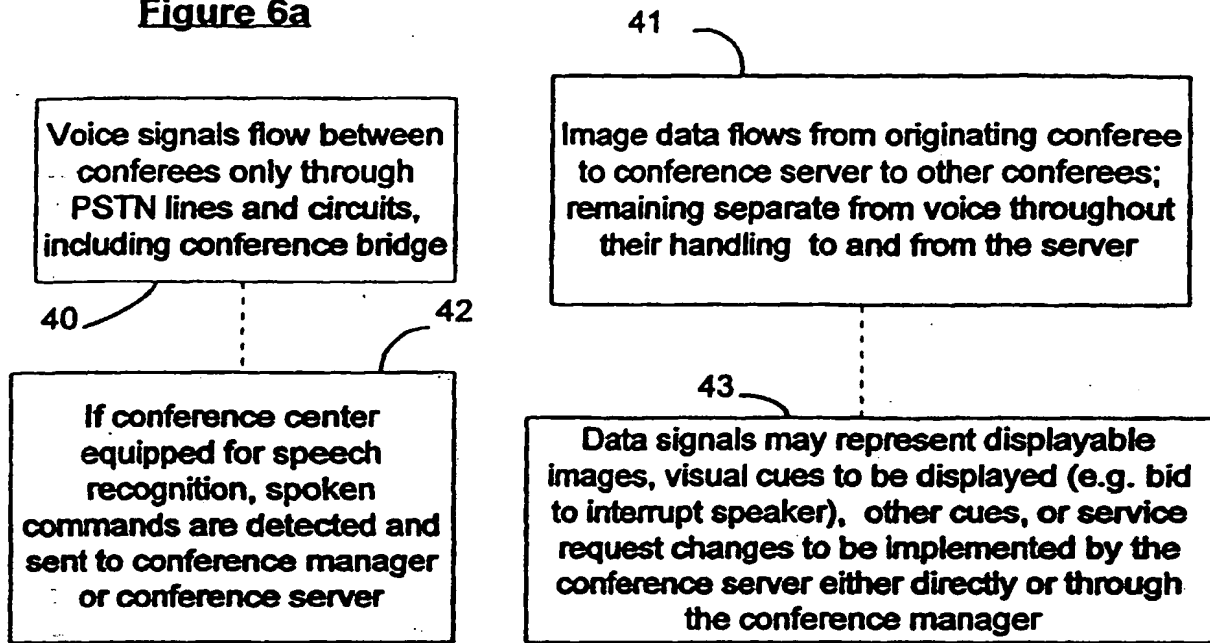 Figure 6a
41
Voice signals flow between
conferees only through
PSTN lines and circuits,
including conference bridge
Image data flows from originating conferee
to conference server to other conferees;
remaining separate from voice throughout
their handling to and from the server
40
42
If conference center
equipped for speech
recognition, spoken
commands are detected and
sent to conference manager
or conference server
43
Data signals may represent displayable
images, visual cues to be displayed (e.g. bid
to interrupt speaker), other cues, or service
request changes to be implemented by the
conference server either directly or through
the conference manager